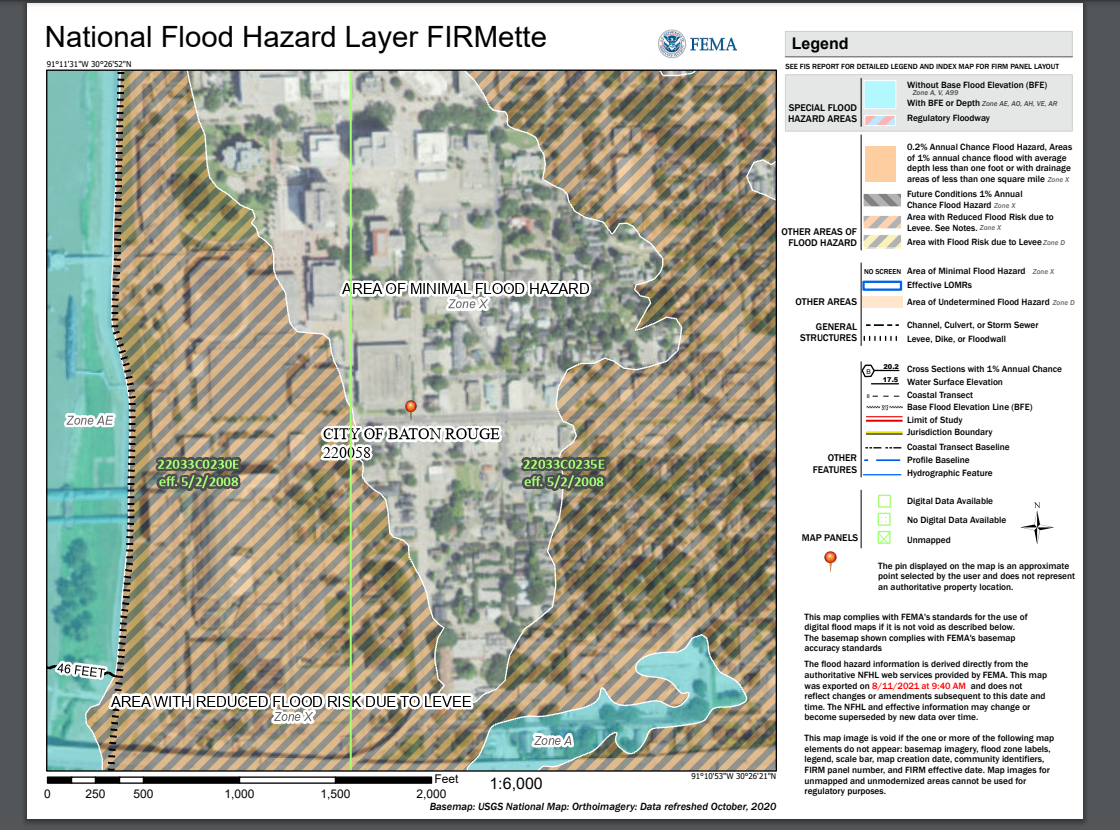 National Flood Hazard Layer FIRMette
FEMA
91°11'31"W 30°26'52"N
AREA OF MINIMAL FLOOD HAZARD
Zone X
Zone AE
CITY OF BATON ROUGE
220058
22033C0230E
eff. 5/2/2008
22033C0235E
eff. 5/2/2008
46 FEET
AREA WITH REDUCED FLOOD RISK DUE TO LEVEE
Zone X
Zone A
91°10'53"W 30°26'21"N
Feet
1:6,000
0 250 500 1,000 1,500 2,000
Basemap: USGS National Map: Orthoimagery: Data refreshed October, 2020
Legend
SEE FIS REPORT FOR DETAILED LEGEND AND INDEX MAP FOR FIRM PANEL LAYOUT
SPECIAL FLOOD
HAZARD AREAS
Without Base Flood Elevation (BFE)
Zone A, V, A99
With BFE or Depth Zone AE, AO, AH, VE, AR
Regulatory Floodway
0.2% Annual Chance Flood Hazard, Areas
of 1% annual chance flood with average
depth less than one foot or with drainage
areas of less than one square mile Zone X
Future Conditions 1% Annual
Chance Flood Hazard Zone X
Area with Reduced Flood Risk due to
Levee. See Notes. Zone X
Area with Flood Risk due to Levee Zone D
OTHER AREAS OF
FLOOD HAZARD
NO SCREEN Area of Minimal Flood Hazard Zone X
Effective LOMRs
OTHER AREAS
Area of Undetermined Flood Hazard Zone D
GENERAL
STRUCTURES
Channel, Culvert, or Storm Sewer
Levee, Dike, or Floodwall
B 20.2 Cross Sections with 1% Annual Chance
17.5 Water Surface Elevation
8 Coastal Transect
513 Base Flood Elevation Line (BFE)
Limit of Study
Jurisdiction Boundary
Coastal Transect Baseline
OTHER
FEATURES
Profile Baseline
Hydrographic Feature
Digital Data Available
No Digital Data Available
Unmapped
MAP PANELS
N
The pin displayed on the map is an approximate
point selected by the user and does not represent
an authoritative property location.
This map complies with FEMA's standards for the use of
digital flood maps if it is not void as described below.
The basemap shown complies with FEMA's basemap
accuracy standards
The flood hazard information is derived directly from the
authoritative NFHL web services provided by FEMA. This map
was exported on 8/11/2021 at 9:40 AM and does not
reflect changes or amendments subsequent to this date and
time. The NFHL and effective information may change or
become superseded by new data over time.
This map image is void if the one or more of the following map
elements do not appear: basemap imagery, flood zone labels,
legend, scale bar, map creation date, community identifiers,
FIRM panel number, and FIRM effective date. Map images for
unmapped and unmodernized areas cannot be used for
regulatory purposes.